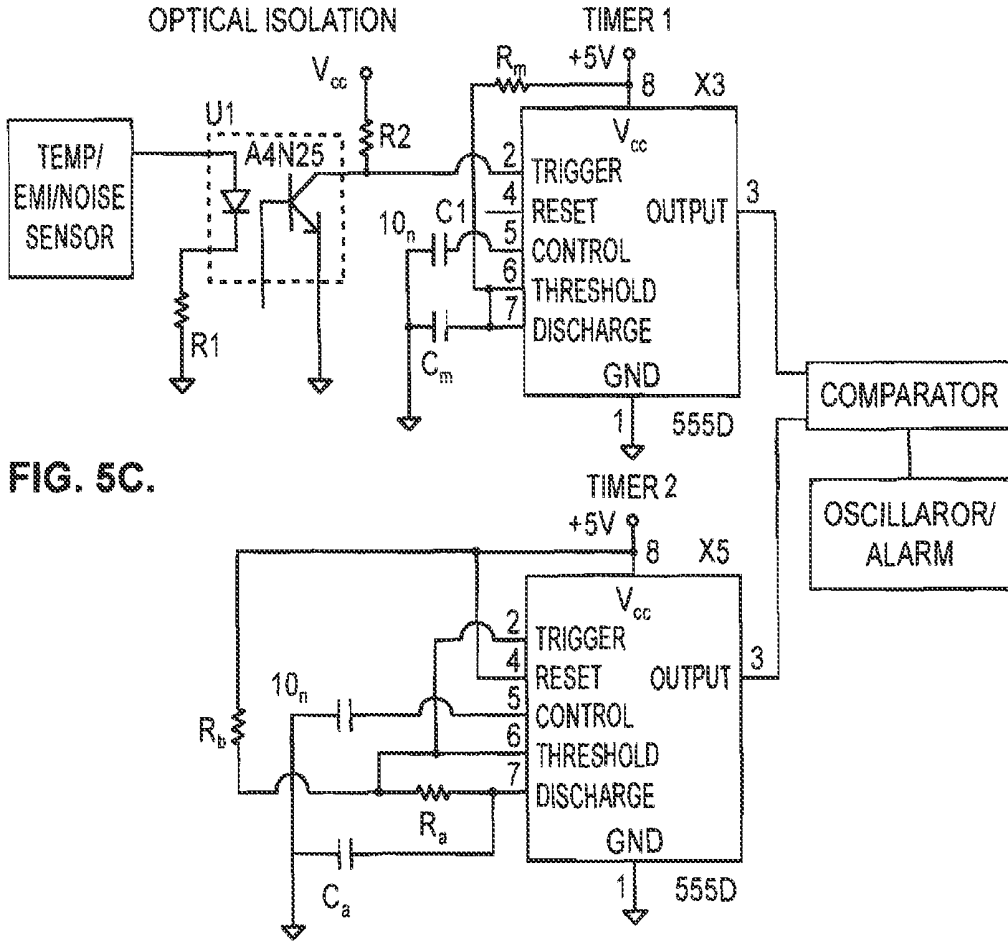 OPTICAL ISOLATION
TIMER 1
+5V
Rm
8
X3
Vcc
U1
A4N25
R2
TEMP/
EMI/NOISE
SENSOR
R1
Vcc
2
TRIGGER
4
RESET
C1
5
CONTROL
10n
6
THRESHOLD
7
DISCHARGE
Cm
OUTPUT
3
GND
1
555D
COMPARATOR
OSCILLAROR/
ALARM
FIG. 5C.
TIMER 2
+5V
8
X5
Vcc
2
TRIGGER
4
RESET
5
CONTROL
10n
6
THRESHOLD
7
DISCHARGE
Rb
Ra
Ca
OUTPUT
3
GND
1
555D